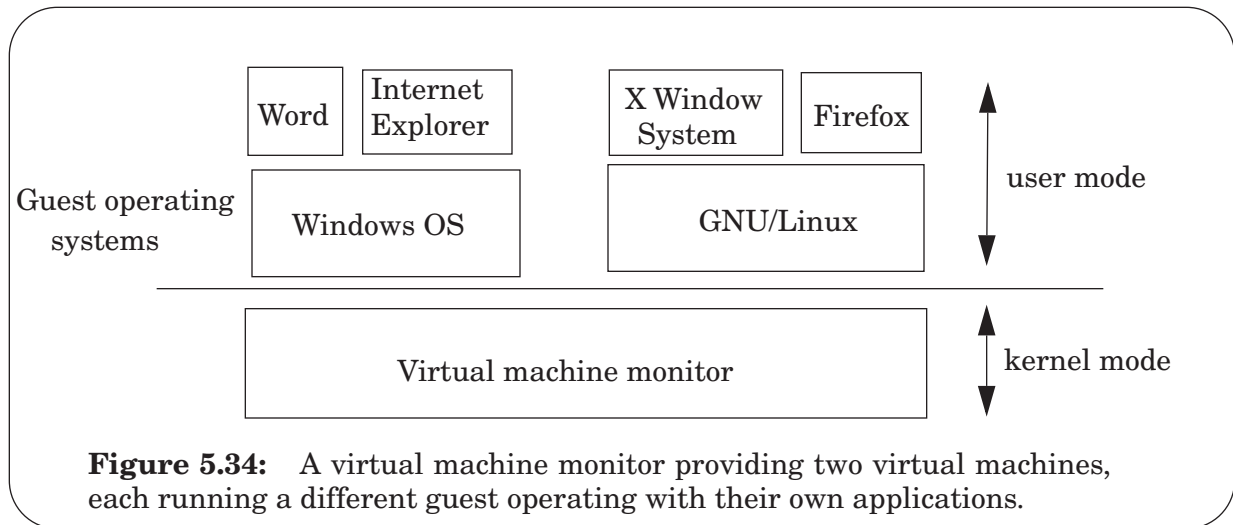 Word
Internet
Explorer
X Window
System
Firefox
user mode
Guest operating
systems
Windows OS
GNU/Linux
Virtual machine monitor
kernel mode
Figure 5.34: A virtual machine monitor providing two virtual machines,
each running a different guest operating with their own applications.